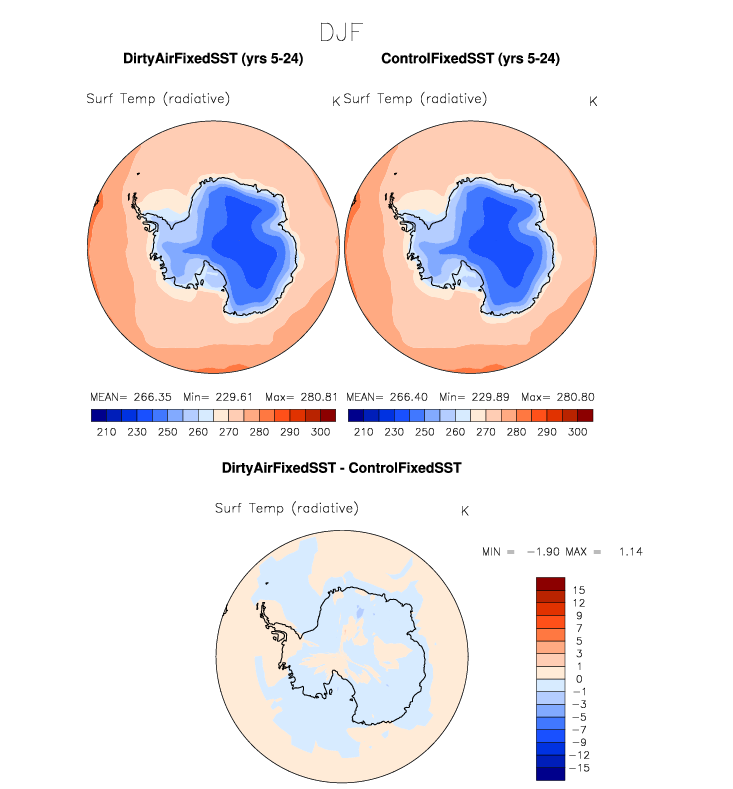 DJF
DirtyAirFixedSST (yrs 5-24) ControlFixedSST (yrs 5-24)
Surf Temp (radiative) K Surf Temp (radiative) K
MEAN= 266.35 Min= 229.61 Max= 280.81 MEAN= 266.40 Min= 229.89 Max= 280.80
210 230 250 260 270 280 290 300 210 230 250 260 270 280 290 300
DirtyAirFixedSST - ControlFixedSST
Surf Temp (radiative) K
MIN = -1.90 MAX = 1.14
15
12
9
7
5
3
1
0
-1
-3
-5
-7
-9
-12
-15